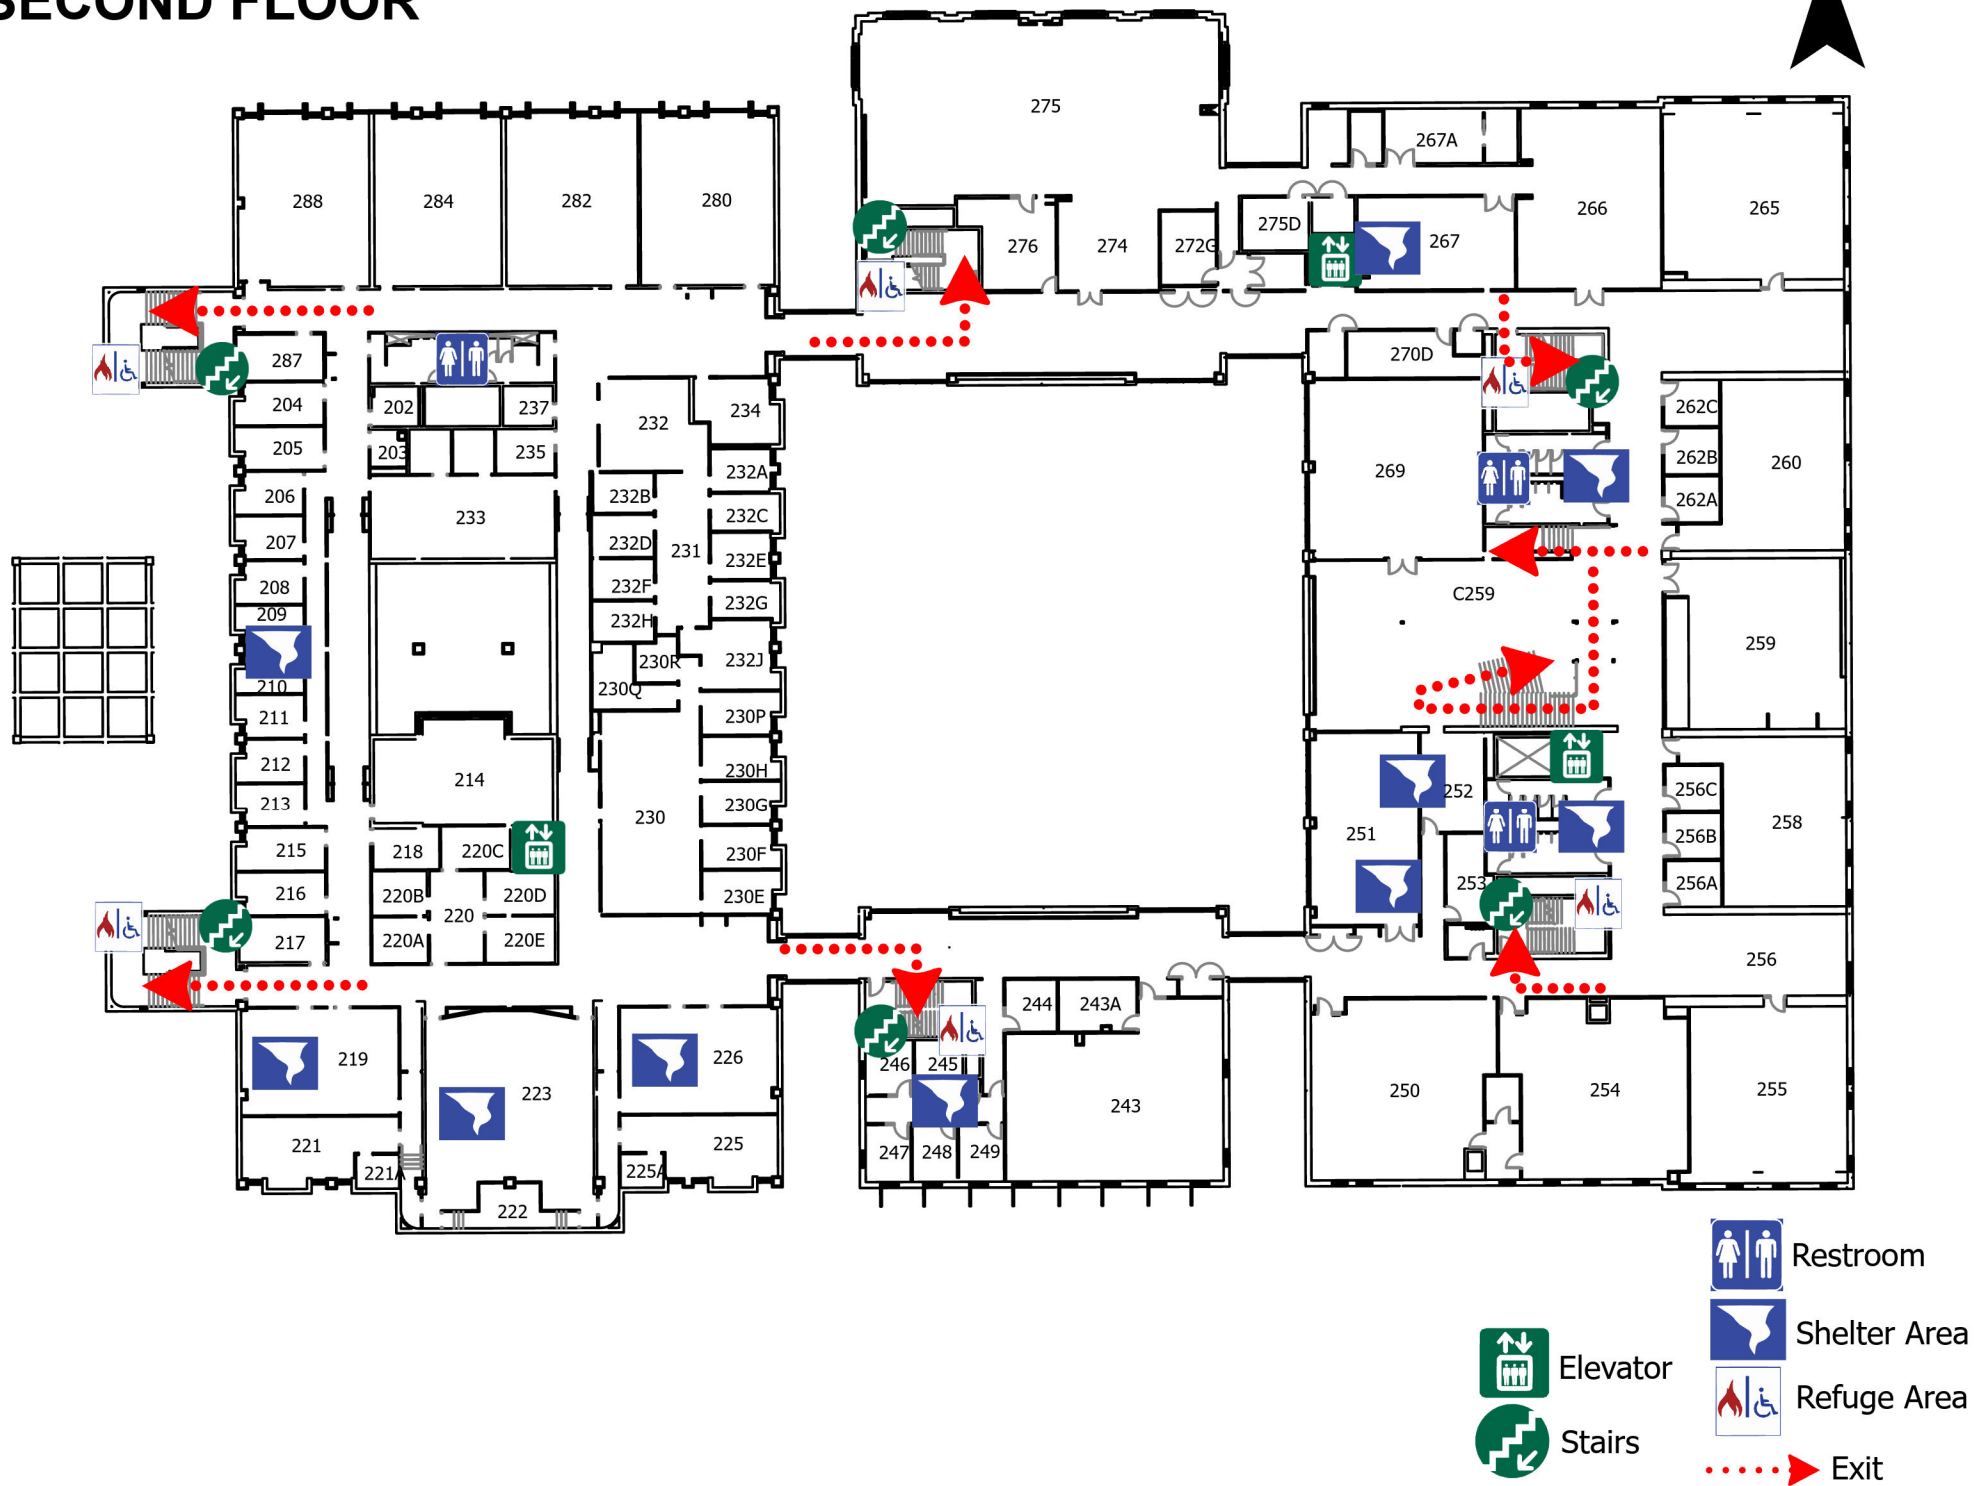 SECOND FLOOR
275
267A
288
284
282
280
266
265
276
274
272G
275D
267
287
270D
204
202
237
232
234
262C
205
203
235
232A
269
262B
260
206
232B
262A
233
232C
207
232D
231
232E
208
232F
C259
209
232G
232H
259
230R
232J
210
230Q
211
230P
212
214
230H
252
256C
213
230G
230
251
258
256B
215
218
220C
230F
253
256A
216
220B
220D
230E
220
217
220A
220E
256
244
243A
219
226
246
245
223
250
254
255
243
221
225
247
248
249
221A
225A
222
Restroom
Shelter Area
Elevator
Refuge Area
Stairs
Exit